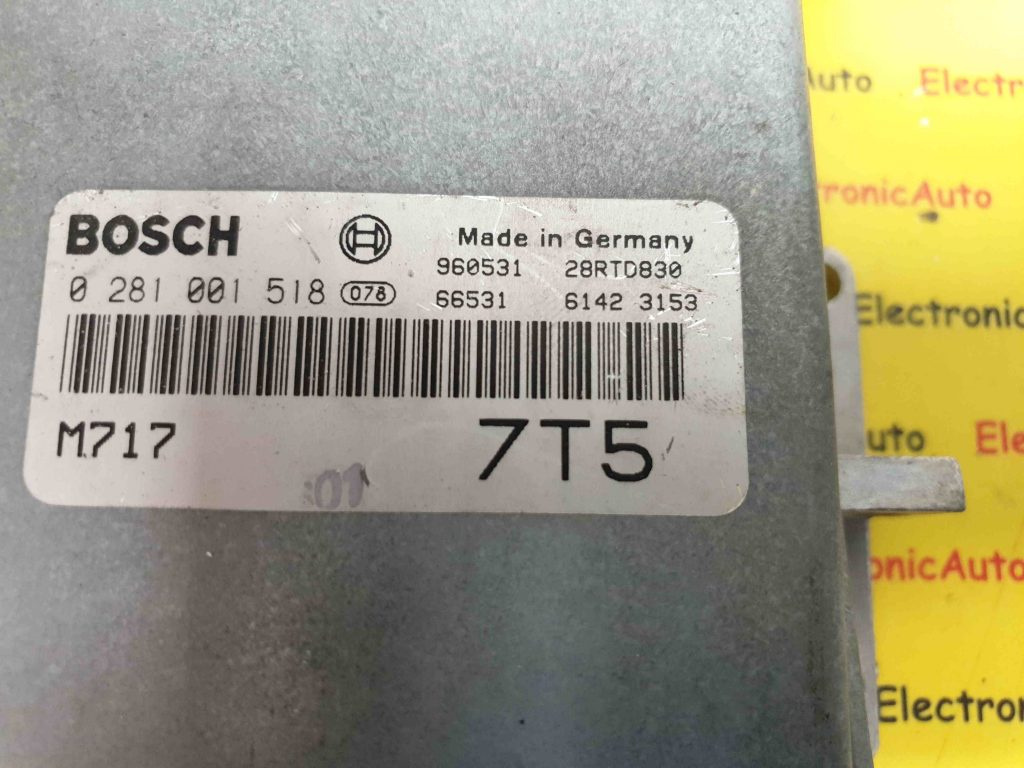 BOSCH
Made in Germany
0 281 001 518 078
960531 28RTD830
66531 6142 3153
M717
7T5
01
Auto Electr
tronicAuto
Electronic
uto Ele
onicAuto
Electron